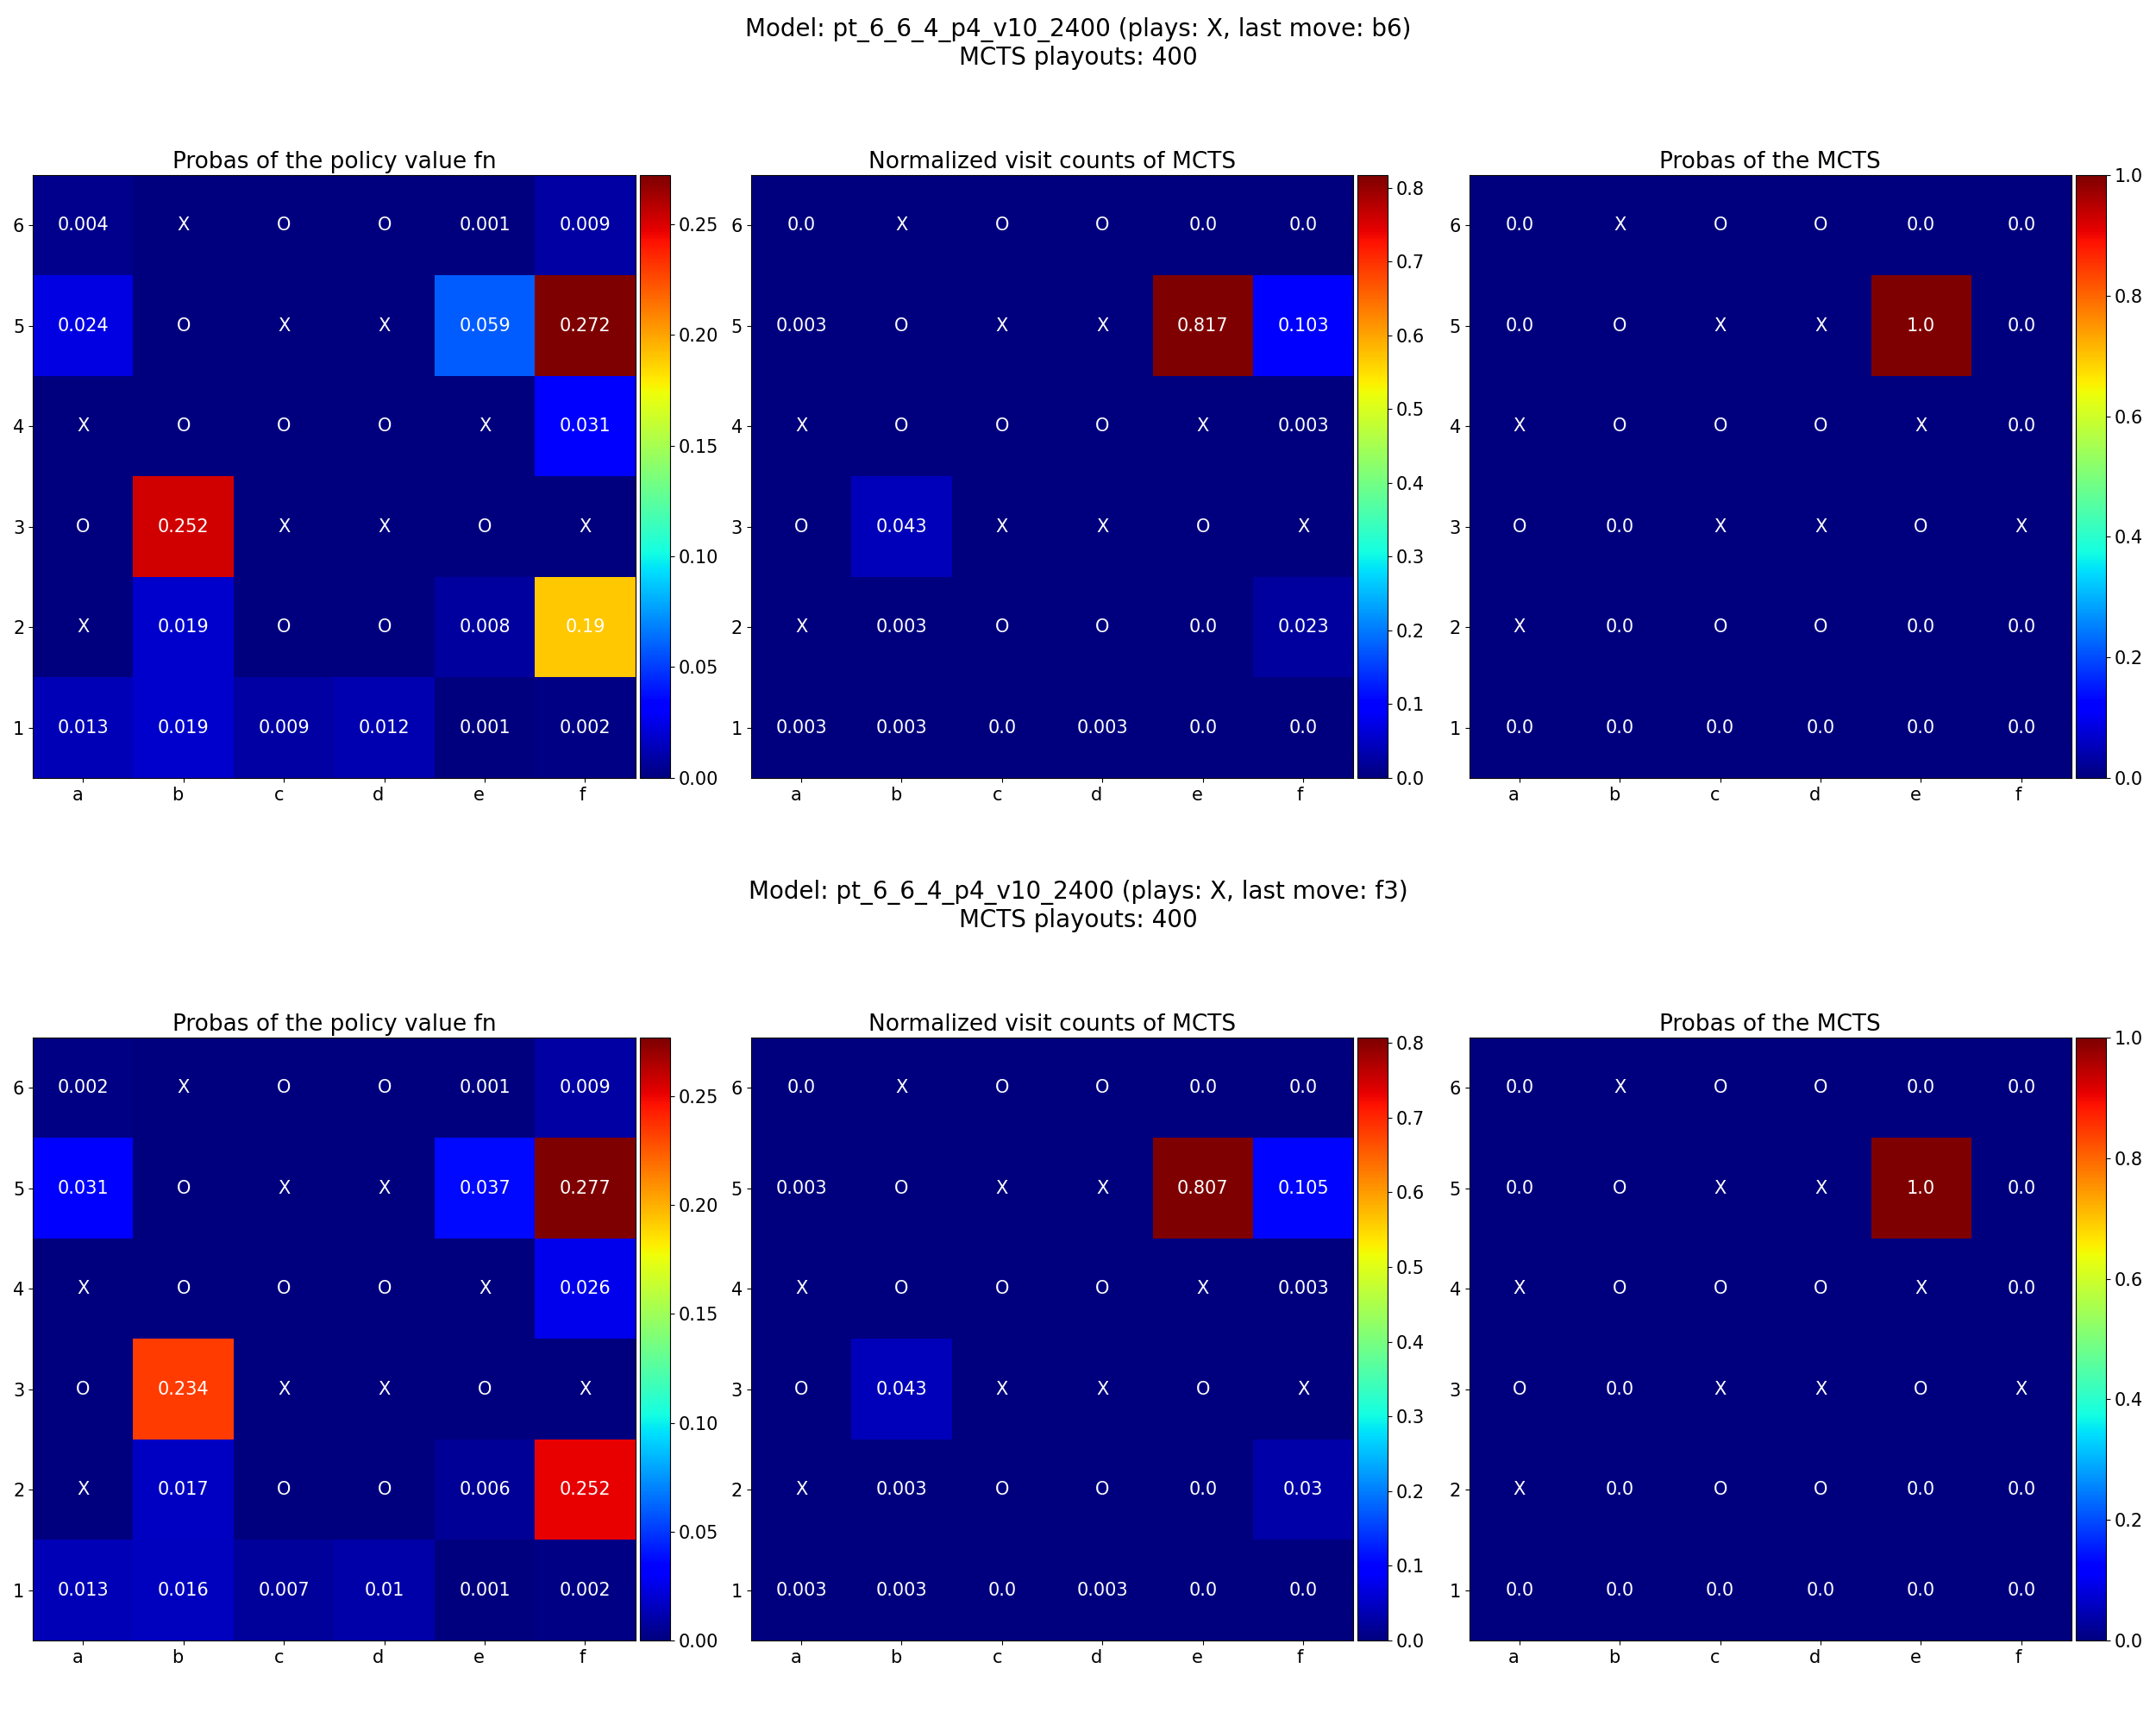 Model: pt_6_6_4_p4_v10_2400 (plays: X, last move: b6)
MCTS playouts: 400
Probas of the policy value fn
Normalized visit counts of MCTS
Probas of the MCTS
6 0.004 X O O 0.001 0.009 0.25
5 0.024 O X X 0.059 0.272 0.20
4 X O O O X 0.031 0.15
3 O 0.252 X X O X 0.10
2 X 0.019 O O 0.008 0.19 0.05
1 0.013 0.019 0.009 0.012 0.001 0.002 0.00
a b c d e f
6 0.0 X O O 0.0 0.0 0.8
5 0.003 O X X 0.817 0.103 0.7
0.6
4 X O O O X 0.003 0.5
0.4
3 O 0.043 X X O X 0.3
2 X 0.003 O O 0.0 0.023 0.2
0.1
1 0.003 0.003 0.0 0.003 0.0 0.0 0.0
a b c d e f
1.0
6 0.0 X O O 0.0 0.0
5 0.0 O X X 1.0 0.0 0.8
4 X O O O X 0.0 0.6
3 O 0.0 X X O X 0.4
2 X 0.0 O O 0.0 0.0 0.2
1 0.0 0.0 0.0 0.0 0.0 0.0 0.0
a b c d e f
Model: pt_6_6_4_p4_v10_2400 (plays: X, last move: f3)
MCTS playouts: 400
Probas of the policy value fn
Normalized visit counts of MCTS
Probas of the MCTS
6 0.002 X O O 0.001 0.009 0.25
5 0.031 O X X 0.037 0.277 0.20
4 X O O O X 0.026 0.15
3 O 0.234 X X O X 0.10
2 X 0.017 O O 0.006 0.252 0.05
1 0.013 0.016 0.007 0.01 0.001 0.002 0.00
a b c d e f
6 0.0 X O O 0.0 0.0 0.8
0.7
5 0.003 O X X 0.807 0.105 0.6
4 X O O O X 0.003 0.5
0.4
3 O 0.043 X X O X 0.3
2 X 0.003 O O 0.0 0.03 0.2
0.1
1 0.003 0.003 0.0 0.003 0.0 0.0 0.0
a b c d e f
1.0
6 0.0 X O O 0.0 0.0
5 0.0 O X X 1.0 0.0 0.8
4 X O O O X 0.0 0.6
3 O 0.0 X X O X 0.4
2 X 0.0 O O 0.0 0.0 0.2
1 0.0 0.0 0.0 0.0 0.0 0.0 0.0
a b c d e f